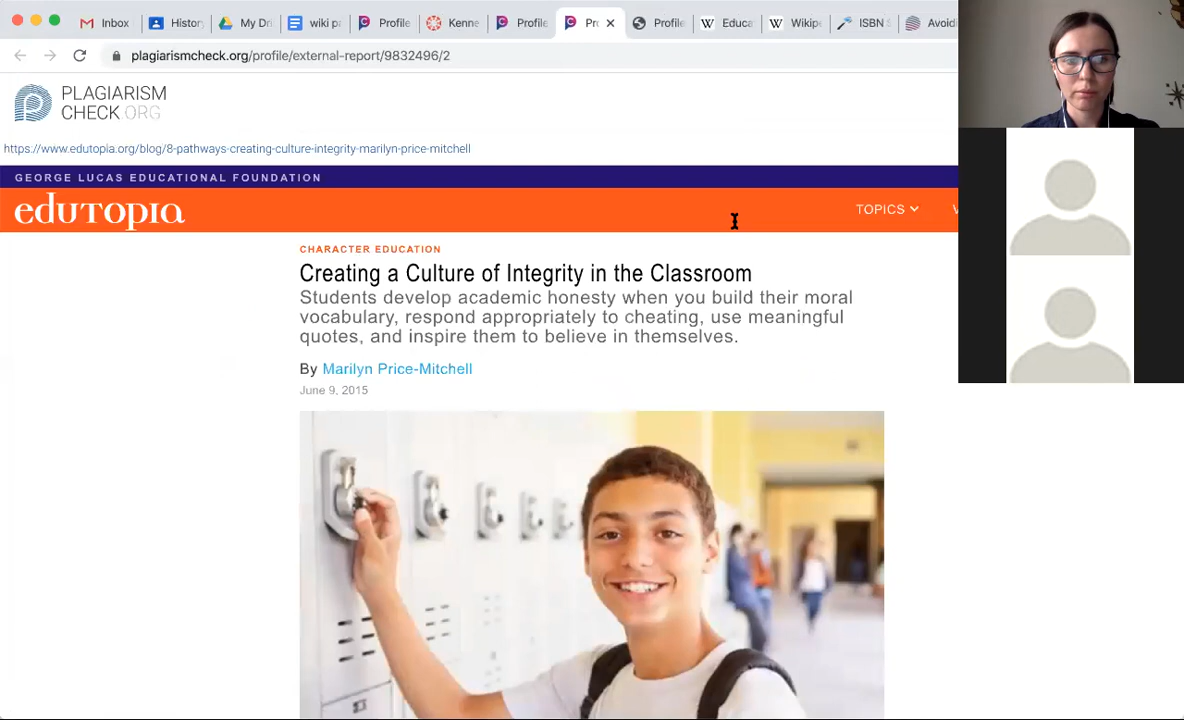 Inbox
History
My Dri
wiki pa
Profile
Kenne
Profile
Pro
Profile
Educa
Wikipe
ISBN S
Avoidi
plagiarismcheck.org/profile/external-report/9832496/2
PLAGIARISM
CHECK.ORG
https://www.edutopia.org/blog/8-pathways-creating-culture-integrity-marilyn-price-mitchell
GEORGE LUCAS EDUCATIONAL FOUNDATION
edutopia
TOPICS
CHARACTER EDUCATION
Creating a Culture of Integrity in the Classroom
Students develop academic honesty when you build their moral
vocabulary, respond appropriately to cheating, use meaningful
quotes, and inspire them to believe in themselves.
By Marilyn Price-Mitchell
June 9, 2015